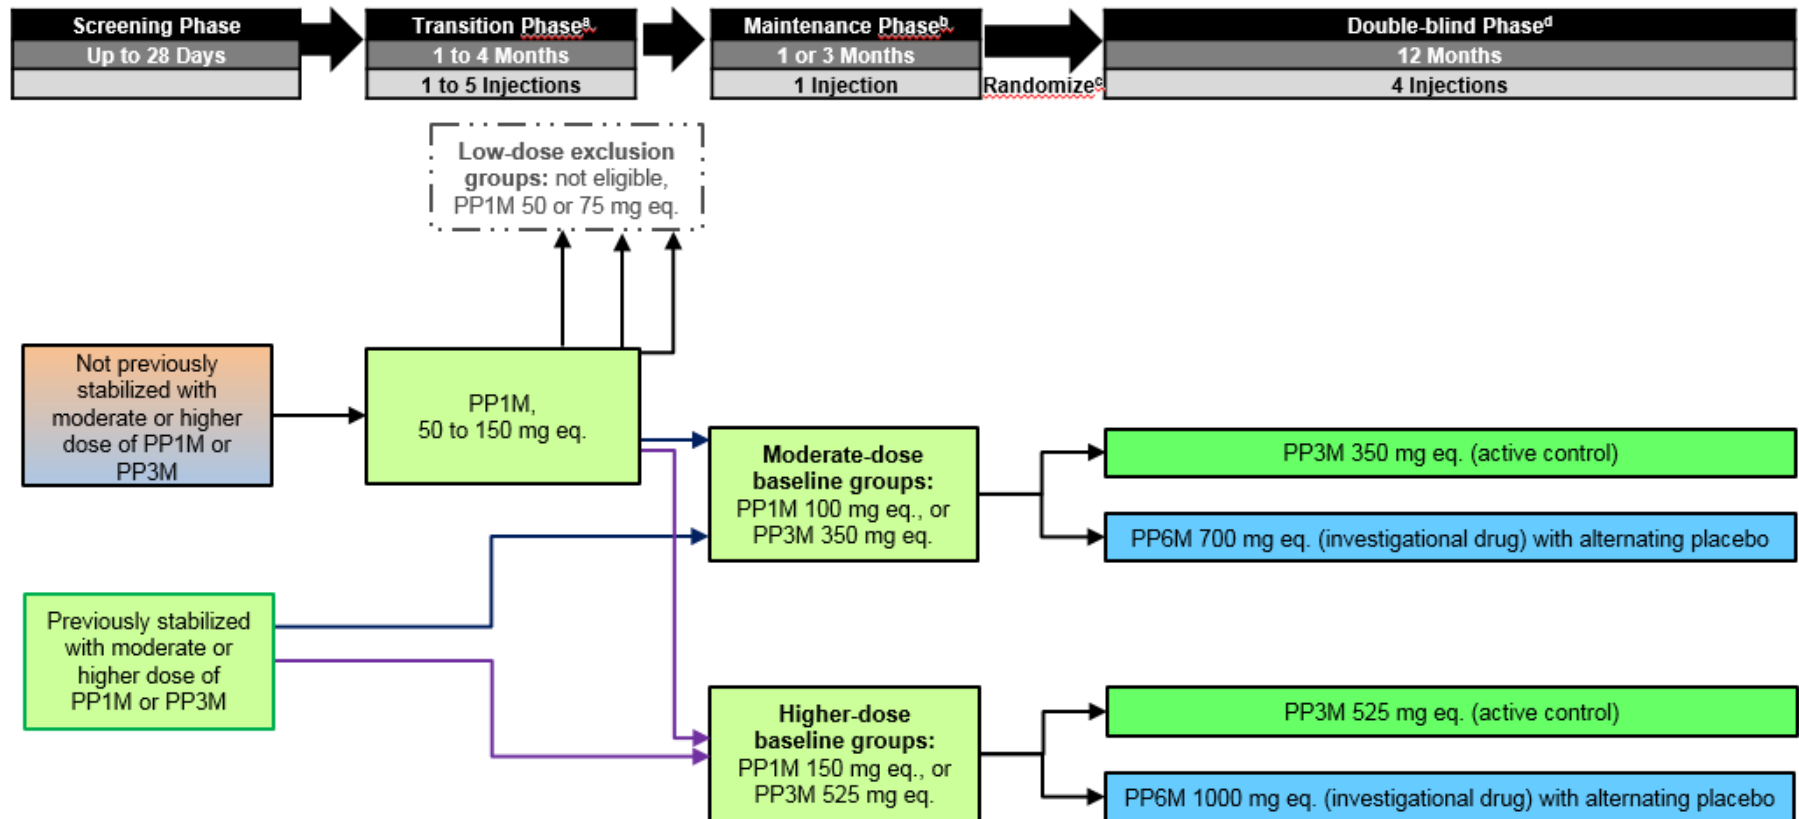 Screening Phase
Up to 28 Days
Transition Phaseᵃ
1 to 4 Months
1 to 5 Injections
Maintenance Phaseᵇ
1 or 3 Months
1 Injection
Randomizeᶜ
Double-blind Phaseᵈ
12 Months
4 Injections
Low-dose exclusion
groups: not eligible,
PP1M 50 or 75 mg eq.
Not previously
stabilized with
moderate or higher
dose of PP1M or
PP3M
PP1M,
50 to 150 mg eq.
Moderate-dose
baseline groups:
PP1M 100 mg eq., or
PP3M 350 mg eq.
PP3M 350 mg eq. (active control)
PP6M 700 mg eq. (investigational drug) with alternating placebo
Previously stabilized
with moderate or
higher dose of
PP1M or PP3M
Higher-dose
baseline groups:
PP1M 150 mg eq., or
PP3M 525 mg eq.
PP3M 525 mg eq. (active control)
PP6M 1000 mg eq. (investigational drug) with alternating placebo